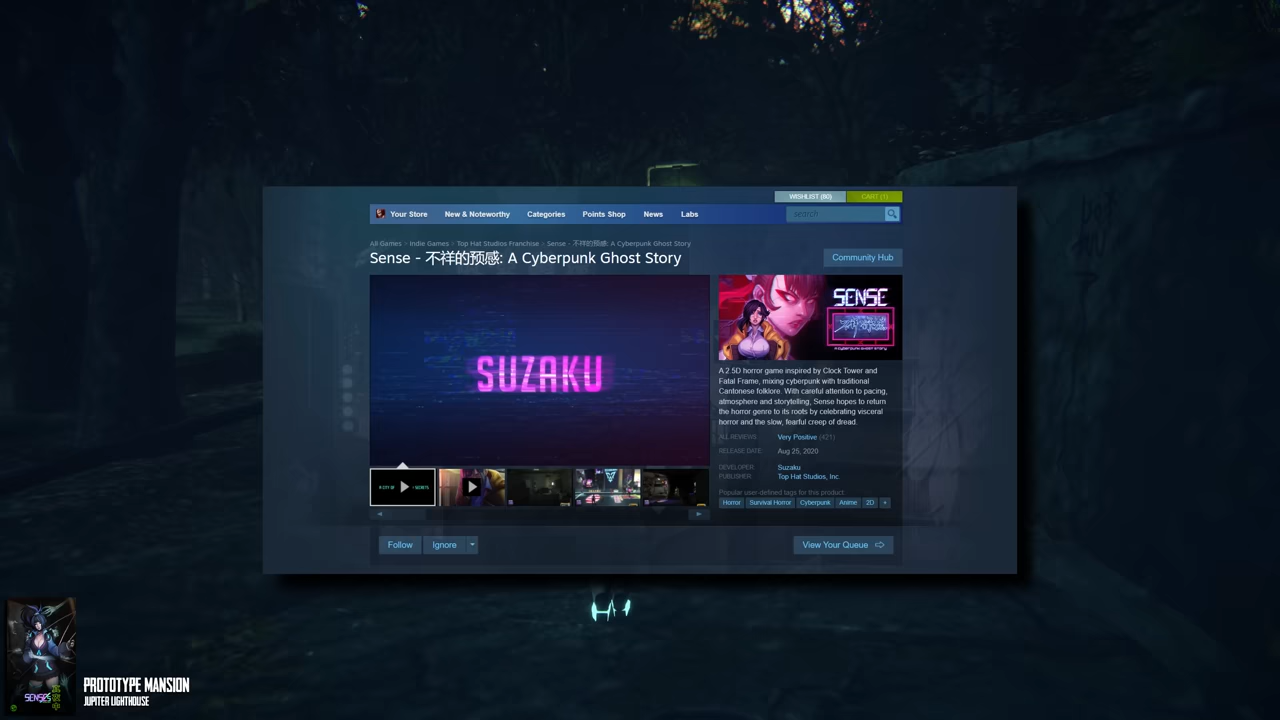 WISHLIST (80)
CART (1)
Your Store
New & Noteworthy
Categories
Points Shop
News
Labs
search
All Games > Indie Games > Top Hat Studios Franchise > Sense - 不祥的预感: A Cyberpunk Ghost Story
Sense - 不祥的预感: A Cyberpunk Ghost Story
Community Hub
SUZAKU
SENSE
A CYBERPUNK GHOST STORY
A 2.5D horror game inspired by Clock Tower and
Fatal Frame, mixing cyberpunk with traditional
Cantonese folklore. With careful attention to pacing,
atmosphere and storytelling, Sense hopes to return
the horror genre to its roots by celebrating visceral
horror and the slow, fearful creep of dread.
ALL REVIEWS: Very Positive (421)
RELEASE DATE: Aug 25, 2020
DEVELOPER: Suzaku
PUBLISHER: Top Hat Studios, Inc.
Popular user-defined tags for this product:
Horror
Survival Horror
Cyberpunk
Anime
2D
+
Follow
Ignore
View Your Queue
PROTOTYPE MANSION
JUPITER LIGHTHOUSE